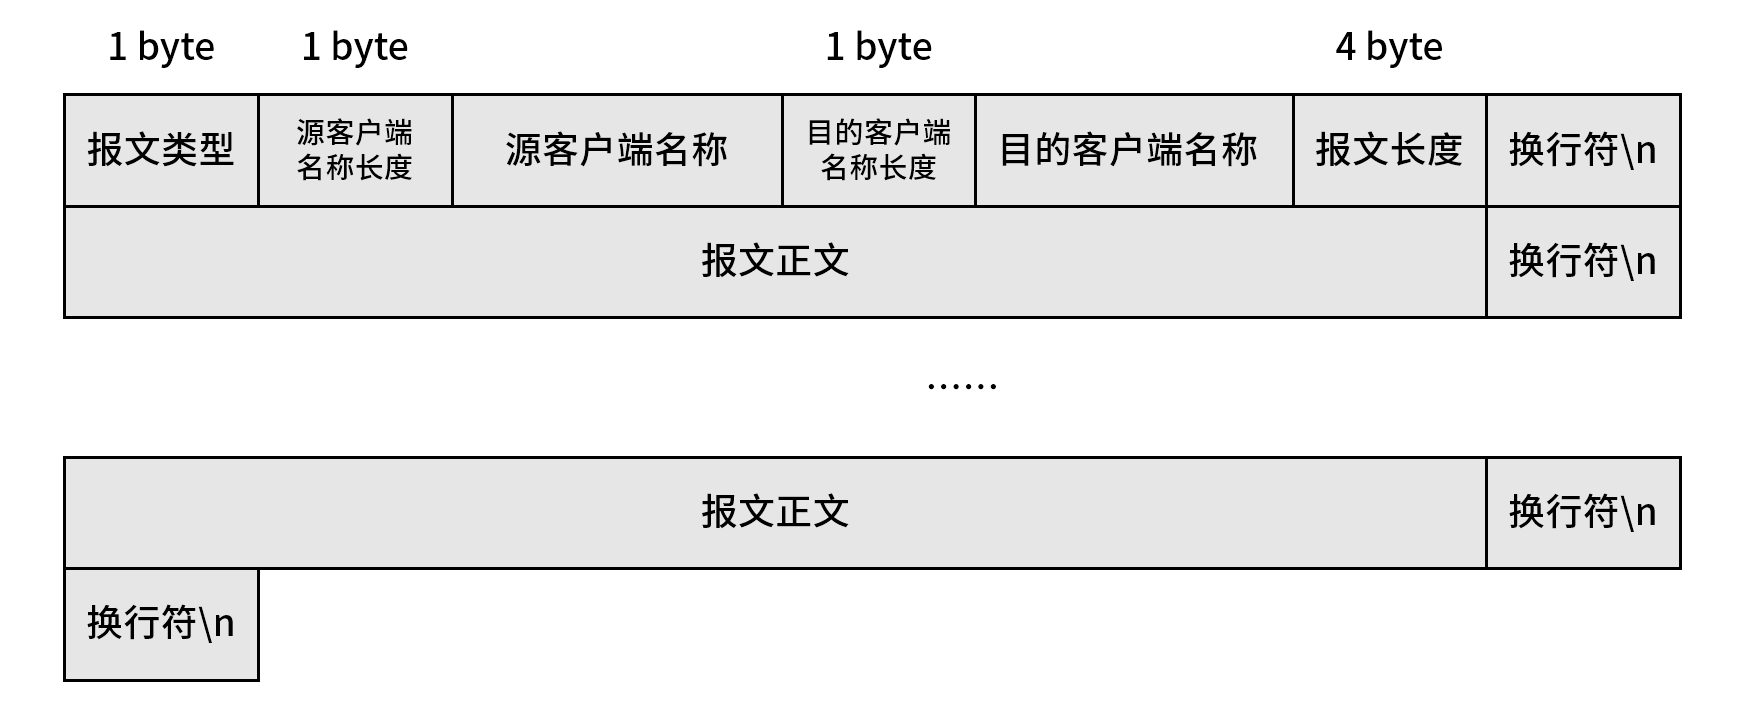 1 byte 1 byte 1 byte 4 byte
报文类型 源客户端 名称长度 源客户端名称 目的客户端 名称长度 目的客户端名称 报文长度 换行符\n
报文正文 换行符\n
......
报文正文 换行符\n
换行符\n